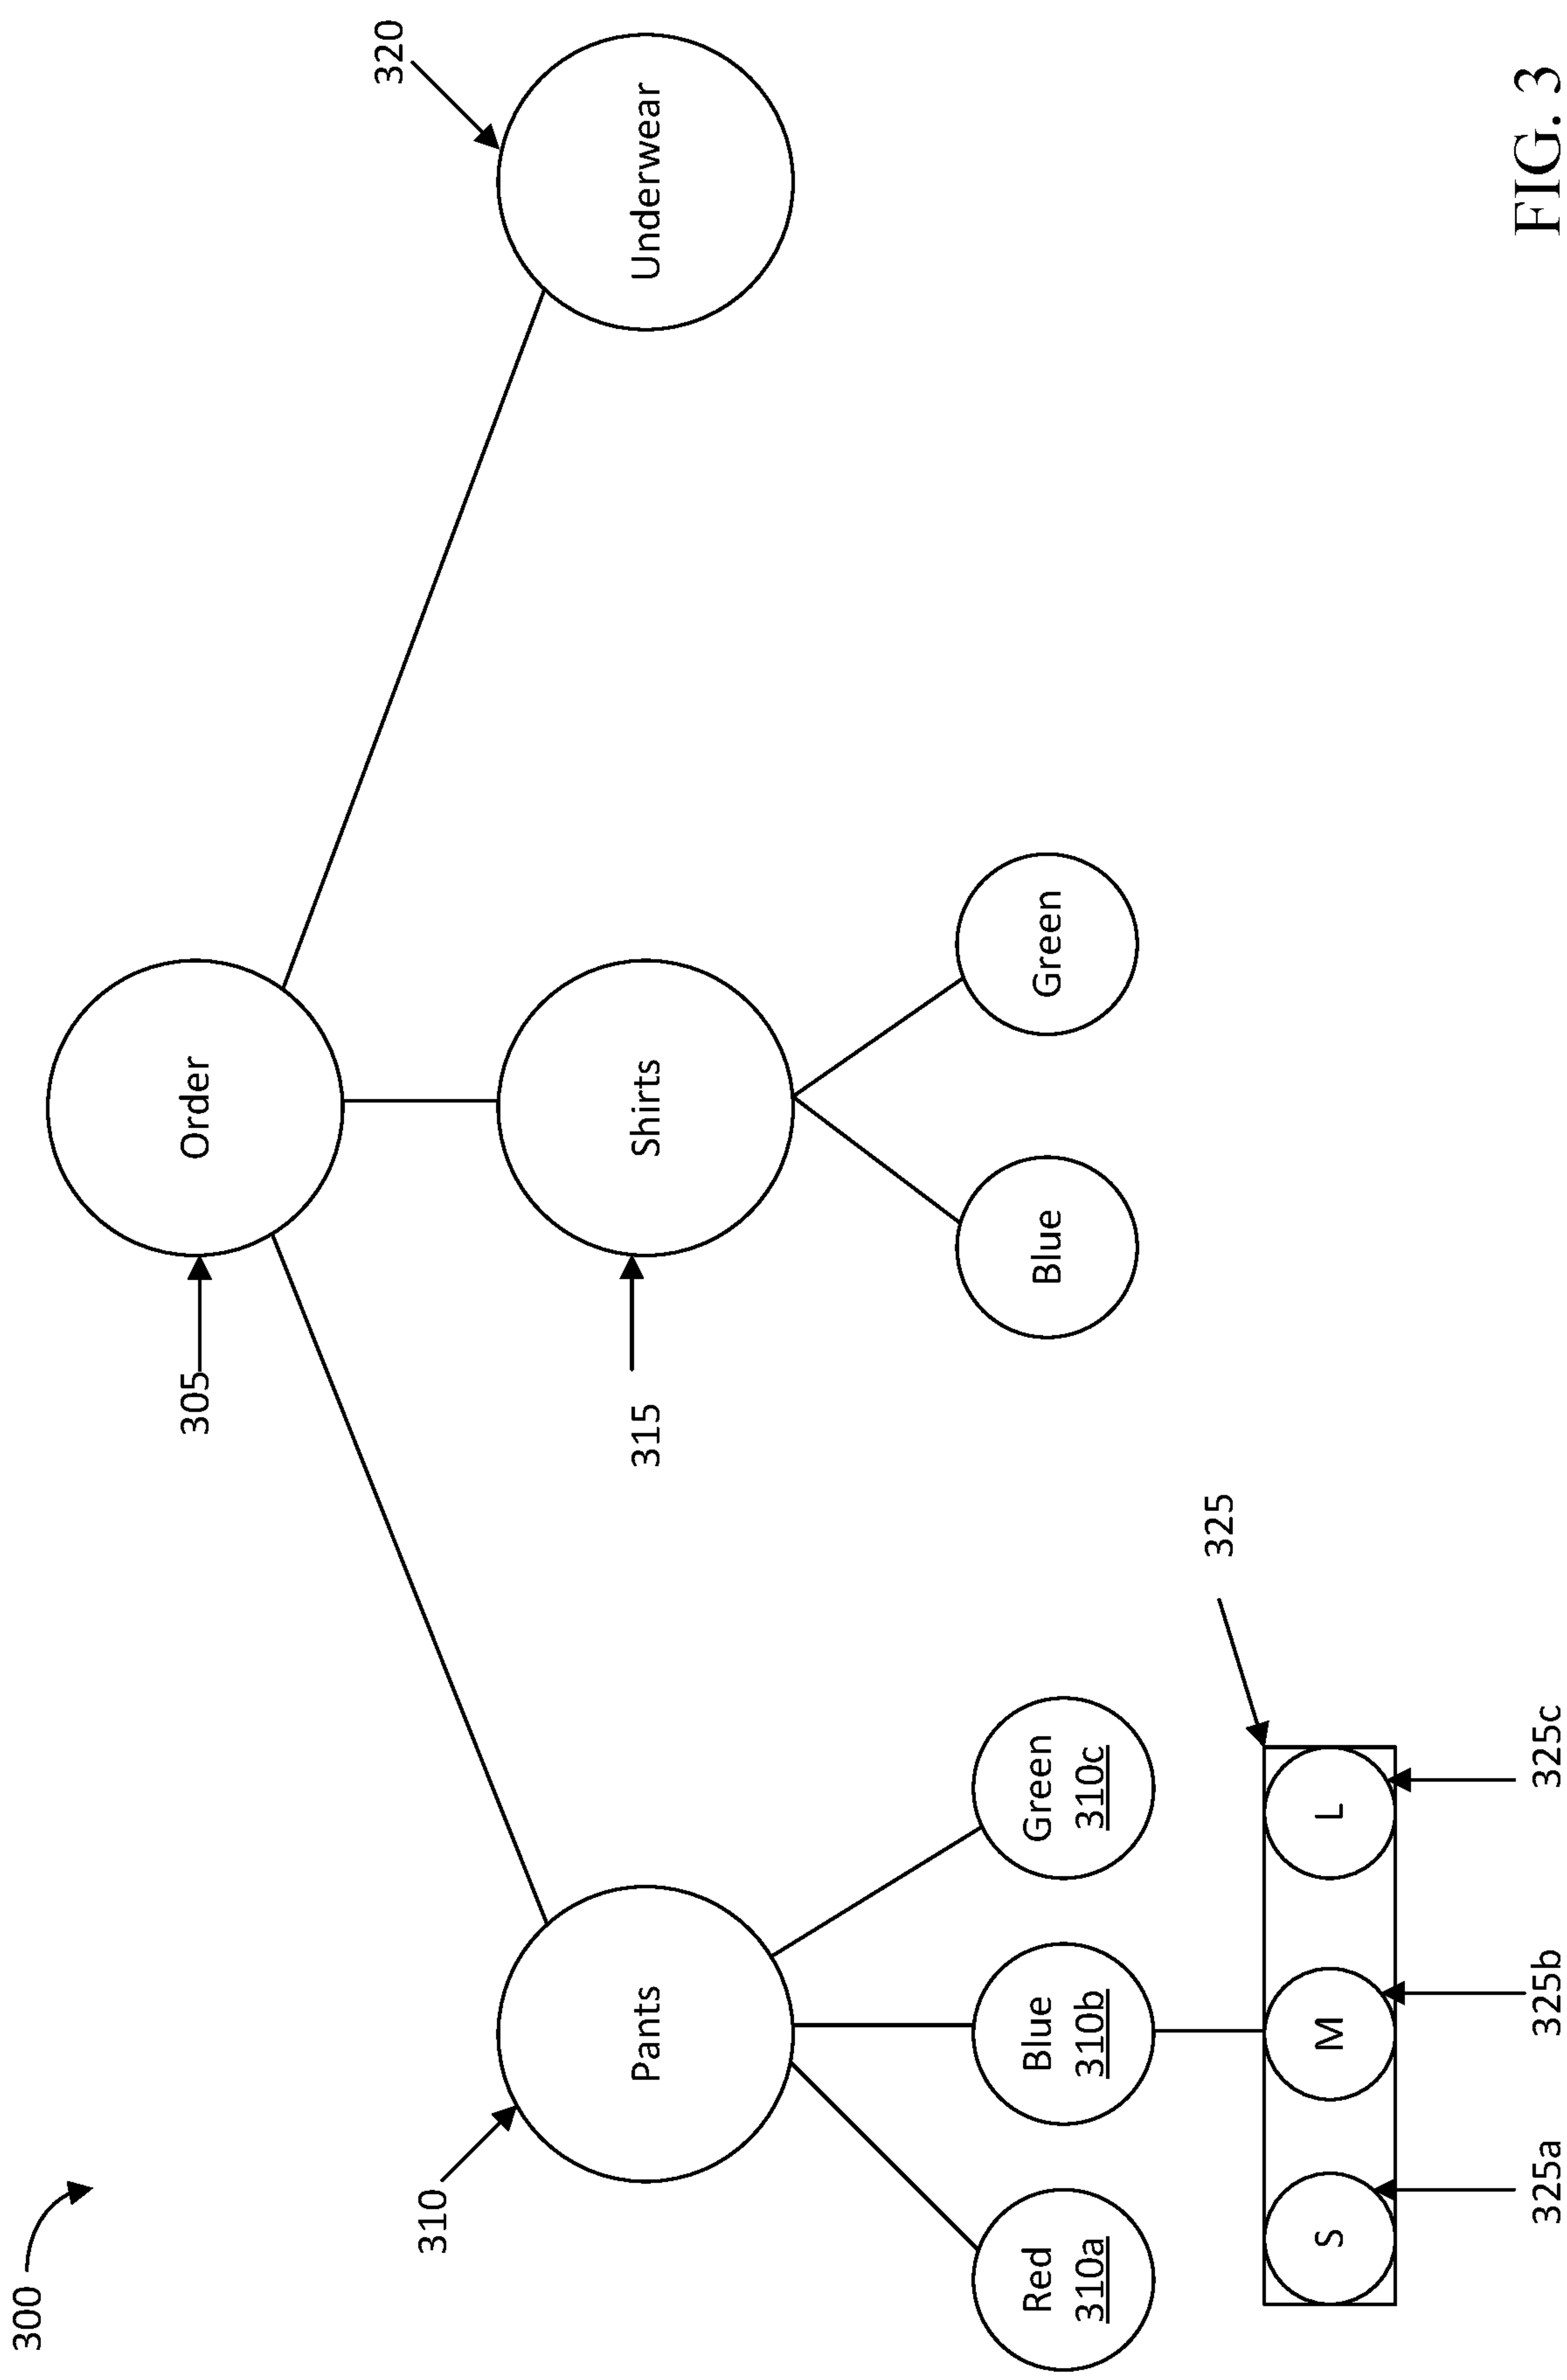 300
305
Order
310
320
Pants
315
Shirts
Underwear
Red
310a
Blue
310b
Green
310c
Blue
Green
325
S
M
L
325a
325b
325c
FIG. 3